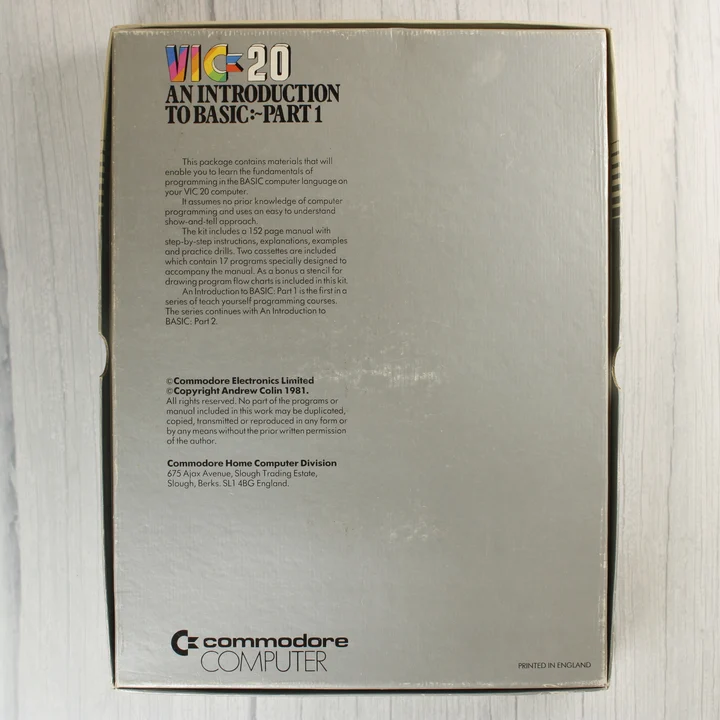 VIC-20
AN INTRODUCTION
TO BASIC:~PART 1
This package contains materials that will
enable you to learn the fundamentals of
programming in the BASIC computer language on
your VIC 20 computer.
It assumes no prior knowledge of computer
programming and uses an easy to understand
show-and-tell approach.
The kit includes a 152 page manual with
step-by-step instructions, explanations, examples
and practice drills. Two cassettes are included
which contain 17 programs specially designed to
accompany the manual. As a bonus a stencil for
drawing program flow charts is included in this kit.
An Introduction to BASIC: Part 1 is the first in a
series of teach yourself programming courses.
The series continues with An Introduction to
BASIC: Part 2.
©Commodore Electronics Limited
©Copyright Andrew Colin 1981.
All rights reserved. No part of the programs or
manual included in this work may be duplicated,
copied, transmitted or reproduced in any form or
by any means without the prior written permission
of the author.
Commodore Home Computer Division
675 Ajax Avenue, Slough Trading Estate,
Slough, Berks. SL1 4BG England.
commodore
COMPUTER
PRINTED IN ENGLAND